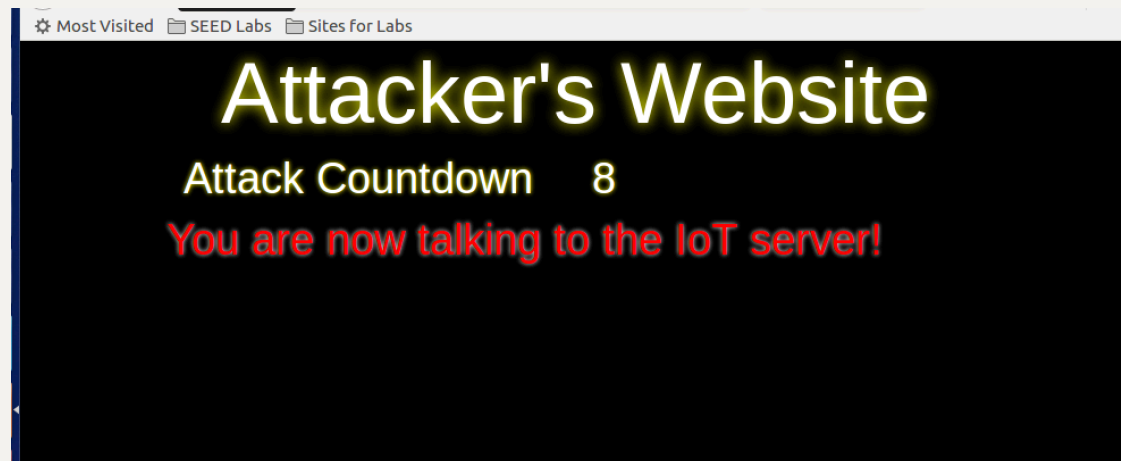 Most Visited SEED Labs Sites for Labs
Attacker's Website
Attack Countdown 8
You are now talking to the IoT server!